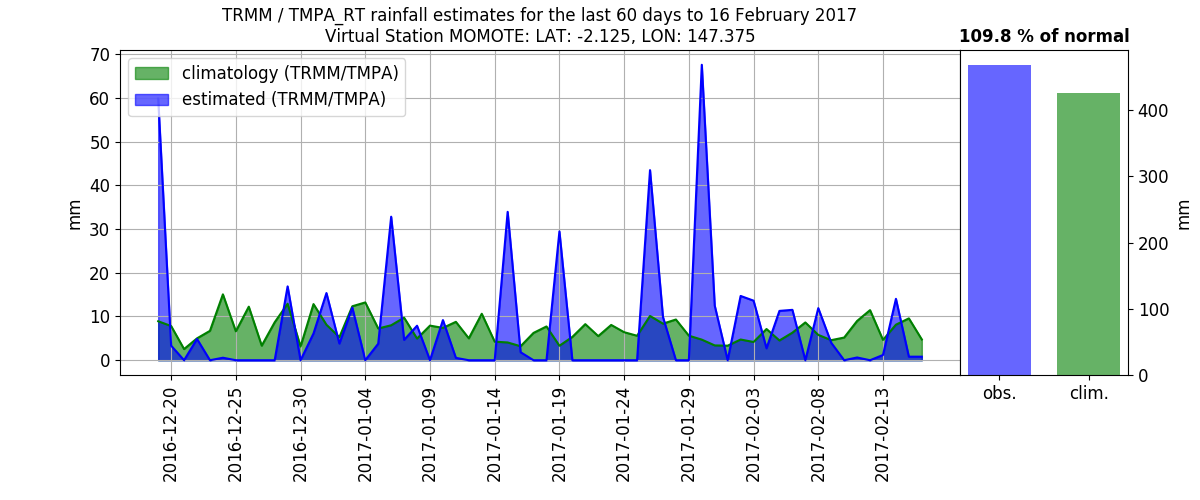 TRMM / TMPA_RT rainfall estimates for the last 60 days to 16 February 2017
Virtual Station MOMOTE: LAT: -2.125, LON: 147.375
109.8 % of normal
climatology (TRMM/TMPA)
estimated (TRMM/TMPA)
70
60
50
40
30
20
10
0
mm
2016-12-20
2016-12-25
2016-12-30
2017-01-04
2017-01-09
2017-01-14
2017-01-19
2017-01-24
2017-01-29
2017-02-03
2017-02-08
2017-02-13
obs.
clim.
400
300
200
100
0
mm